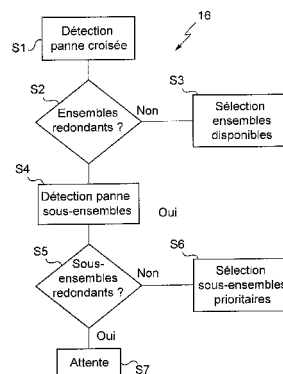 16
S1
Détection
panne croisée
S2
Ensembles
redondants ?
Non
S3
Sélection
ensembles
disponibles
S4
Détection panne
sous-ensembles
Oui
S5
Sous-
ensembles
redondants ?
Non
S6
Sélection
sous-ensembles
prioritaires
Oui
Attente
S7